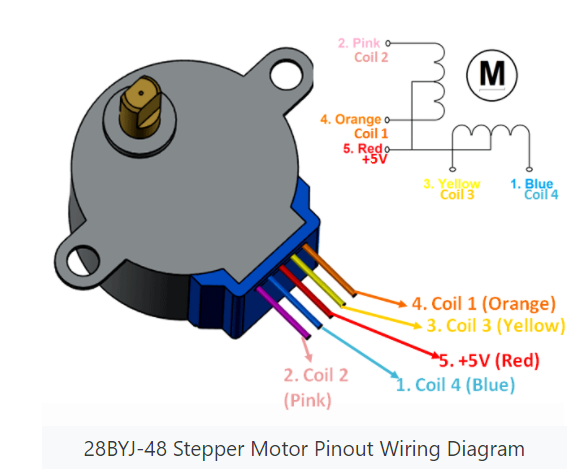 2. Pink
Coil 2
M
4. Orange
Coil 1
5. Red
+5V
3. Yellow
Coil 3
1. Blue
Coil 4
4. Coil 1 (Orange)
3. Coil 3 (Yellow)
5. +5V (Red)
2. Coil 2
(Pink)
1. Coil 4 (Blue)
28BYJ-48 Stepper Motor Pinout Wiring Diagram